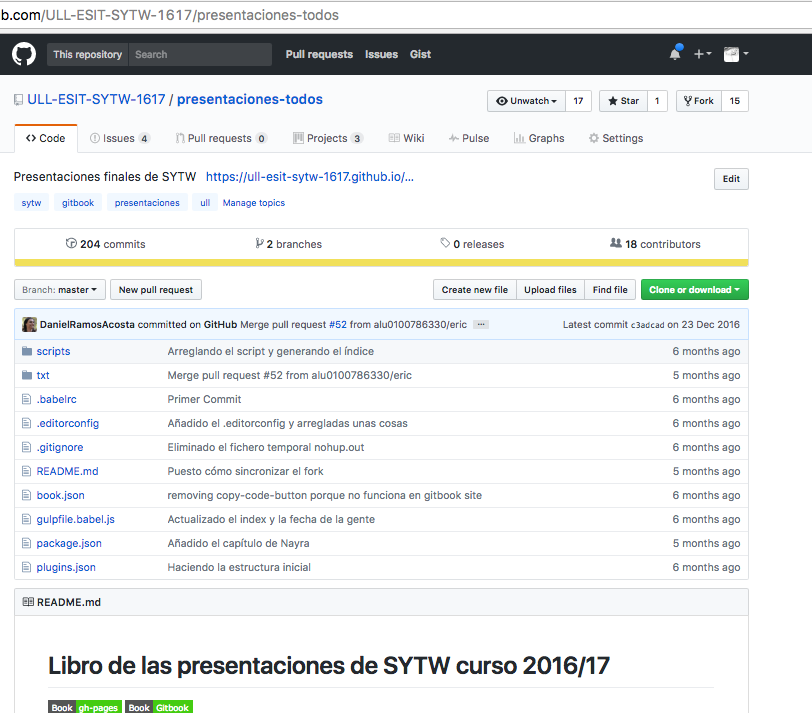 b.com/ULL-ESIT-SYTW-1617/presentaciones-todos
This repository Search Pull requests Issues Gist
ULL-ESIT-SYTW-1617 / presentaciones-todos Unwatch 17 Star 1 Fork 15
Code Issues 4 Pull requests 0 Projects 3 Wiki Pulse Graphs Settings
Presentaciones finales de SYTW https://ull-esit-sytw-1617.github.io/... Edit
sytw gitbook presentaciones ull Manage topics
204 commits 2 branches 0 releases 18 contributors
Branch: master New pull request Create new file Upload files Find file Clone or download
DanielRamosAcosta committed on GitHub Merge pull request #52 from alu0100786330/eric ... Latest commit c3adcad on 23 Dec 2016
scripts Arreglando el script y generando el índice 6 months ago
txt Merge pull request #52 from alu0100786330/eric 5 months ago
.babelrc Primer Commit 6 months ago
.editorconfig Añadido el .editorconfig y arregladas unas cosas 6 months ago
.gitignore Eliminado el fichero temporal nohup.out 6 months ago
README.md Puesto cómo sincronizar el fork 5 months ago
book.json removing copy-code-button porque no funciona en gitbook site 6 months ago
gulpfile.babel.js Actualizado el index y la fecha de la gente 6 months ago
package.json Añadido el capítulo de Nayra 5 months ago
plugins.json Haciendo la estructura inicial 6 months ago
README.md
Libro de las presentaciones de SYTW curso 2016/17
Book gh-pages Book Gitbook